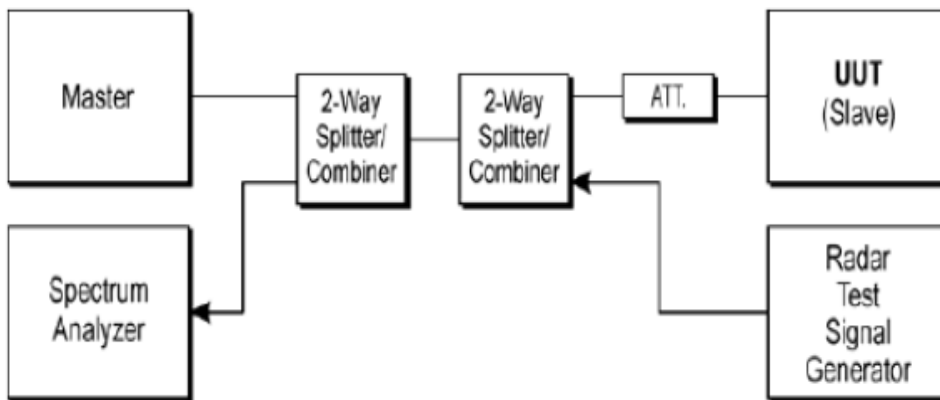 Master
2-Way
Splitter/
Combiner
2-Way
Splitter/
Combiner
ATT.
UUT
(Slave)
Spectrum
Analyzer
Radar
Test
Signal
Generator